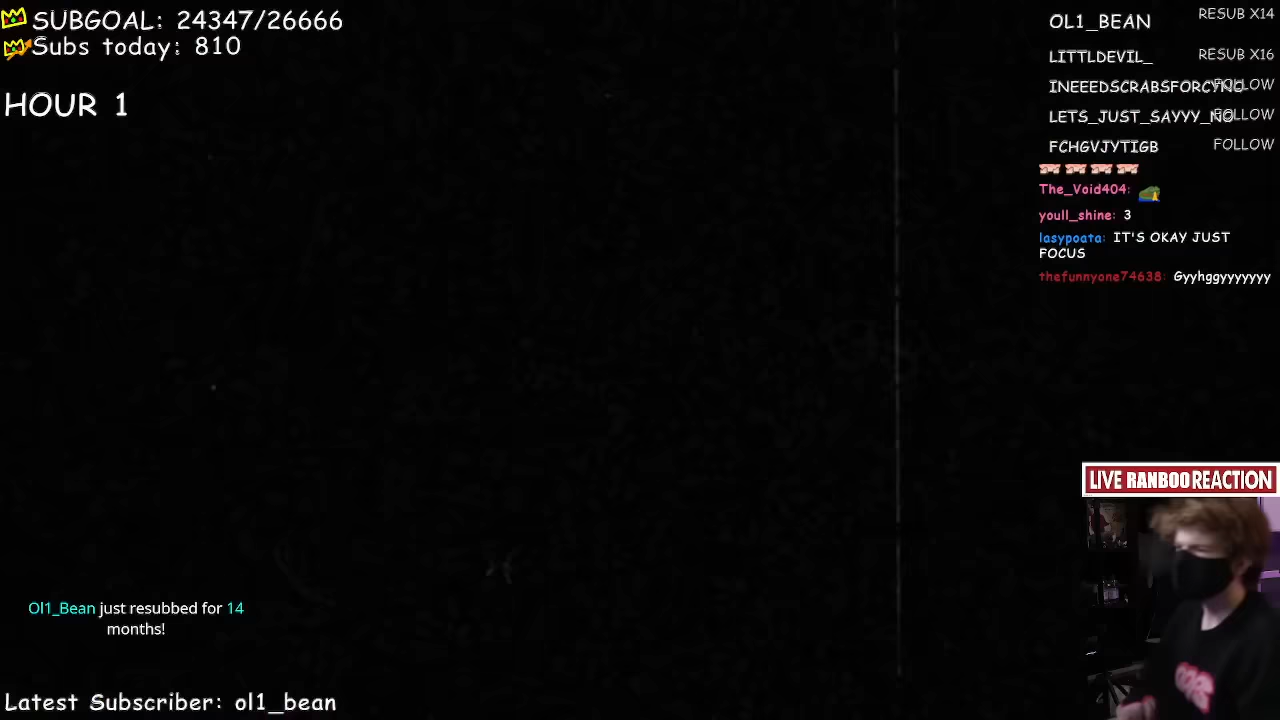 SUBGOAL: 24347/26666
Subs today: 810
HOUR 1
OL1_BEAN RESUB X14
LITTLDEVIL_ RESUB X16
FOLLOW
LETS_JUST_SAYYY_NO FOLLOW
FCHGVJYTIGB FOLLOW
The_Void404:
youll_shine: 3
lasypoata: IT'S OKAY JUST
FOCUS
thefunnyone74638: Gyyhggyyyyyyy
LIVE RANBOO REACTION
Ol1_Bean just resubbed for 14
months!
Latest Subscriber: ol1_bean